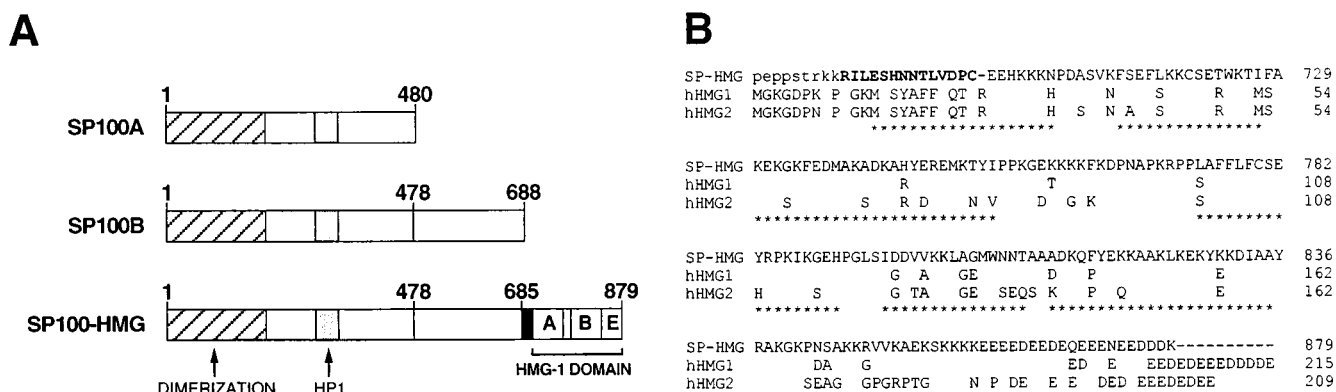 A
1 480
SP100A
1 478 688
SP100B
1 478 685 879
SP100-HMG
A B E
HMG-1 DOMAIN
DIMERIZATION HP1
B
SP-HMG peppstrkkRILESHNNTLVDPC-EEHKKKNPDASVKFSEFLKKCSETWKTIFA 729
hHMG1 MGKGDPK P GKM SYAFF QT R H N S R MS 54
hHMG2 MGKGDPN P GKM SYAFF QT R H S N A S R MS 54
****************** ***************
SP-HMG KEKGKFEDMAKADKAHYEREMKTYIPPKGEKKKKFKDPNAPKRPPLAFFLFCSE 782
hHMG1 R T S 108
hHMG2 S S R D N V D G K S 108
************************ *********
SP-HMG YRPKIKGEHPGLSIDDVVKKLAGMWNNTAAADKQFYEKKAAKLKEKYKKDIAAY 836
hHMG1 G A GE D P E 162
hHMG2 H S G TA GE SEQS K P Q E 162
********* *************** ***********************
SP-HMG RAKGKPNSAKKRVVKAEKSKKKKEEEEDEEDEQEEENEEDDDK---------- 879
hHMG1 DA G ED E EEDEDEEEDDDDE 215
hHMG2 SEAG GPGRPTG N P DE E E DED EEDEDEE 209